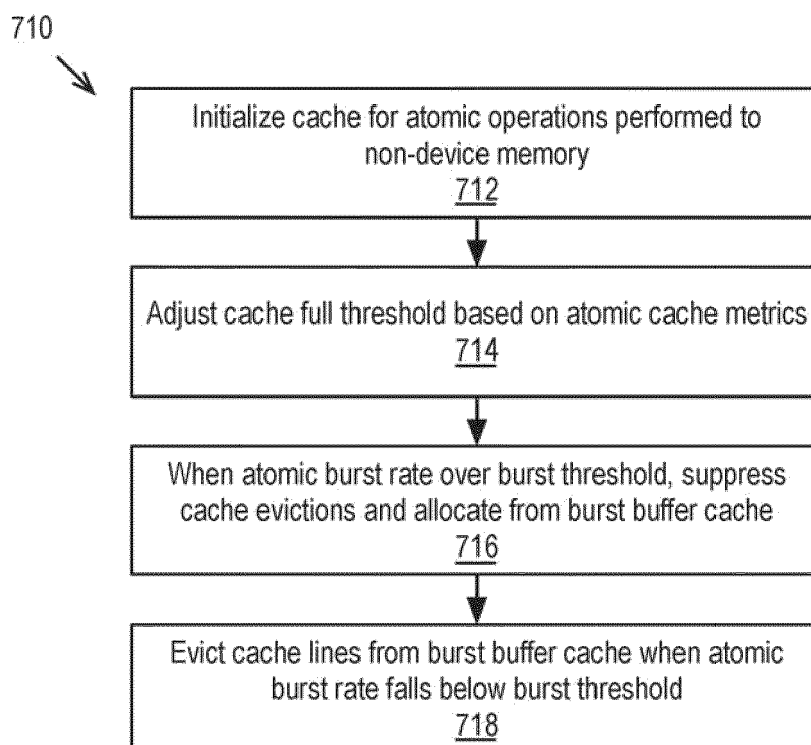 710
Initialize cache for atomic operations performed to
non-device memory
712
Adjust cache full threshold based on atomic cache metrics
714
When atomic burst rate over burst threshold, suppress
cache evictions and allocate from burst buffer cache
716
Evict cache lines from burst buffer cache when atomic
burst rate falls below burst threshold
718